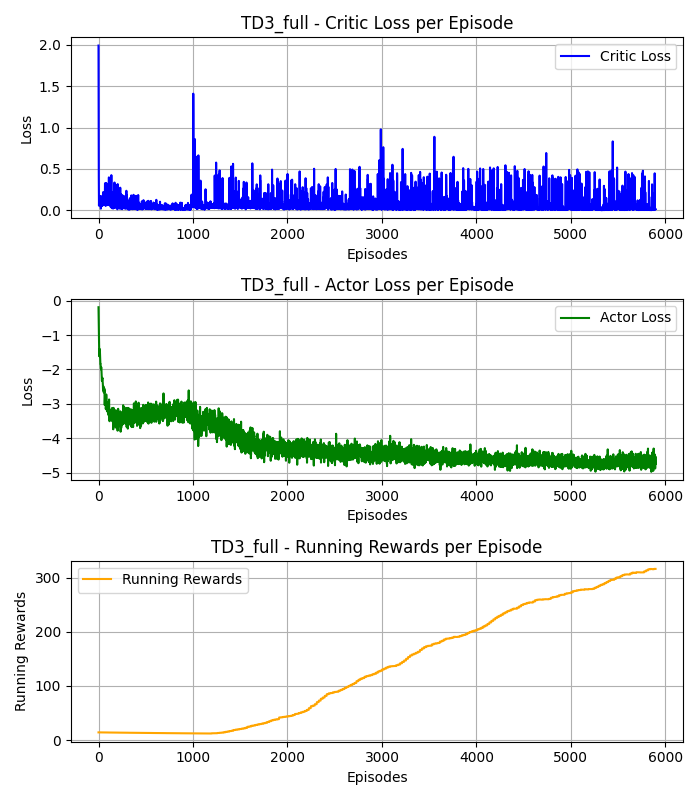 TD3_full - Critic Loss per Episode
2.0
1.5
1.0
0.5
0.0
Loss
Critic Loss
0 1000 2000 3000 4000 5000 6000
Episodes
TD3_full - Actor Loss per Episode
0
−1
−2
−3
−4
−5
Loss
Actor Loss
0 1000 2000 3000 4000 5000 6000
Episodes
TD3_full - Running Rewards per Episode
300
200
100
0
Running Rewards
Running Rewards
0 1000 2000 3000 4000 5000 6000
Episodes